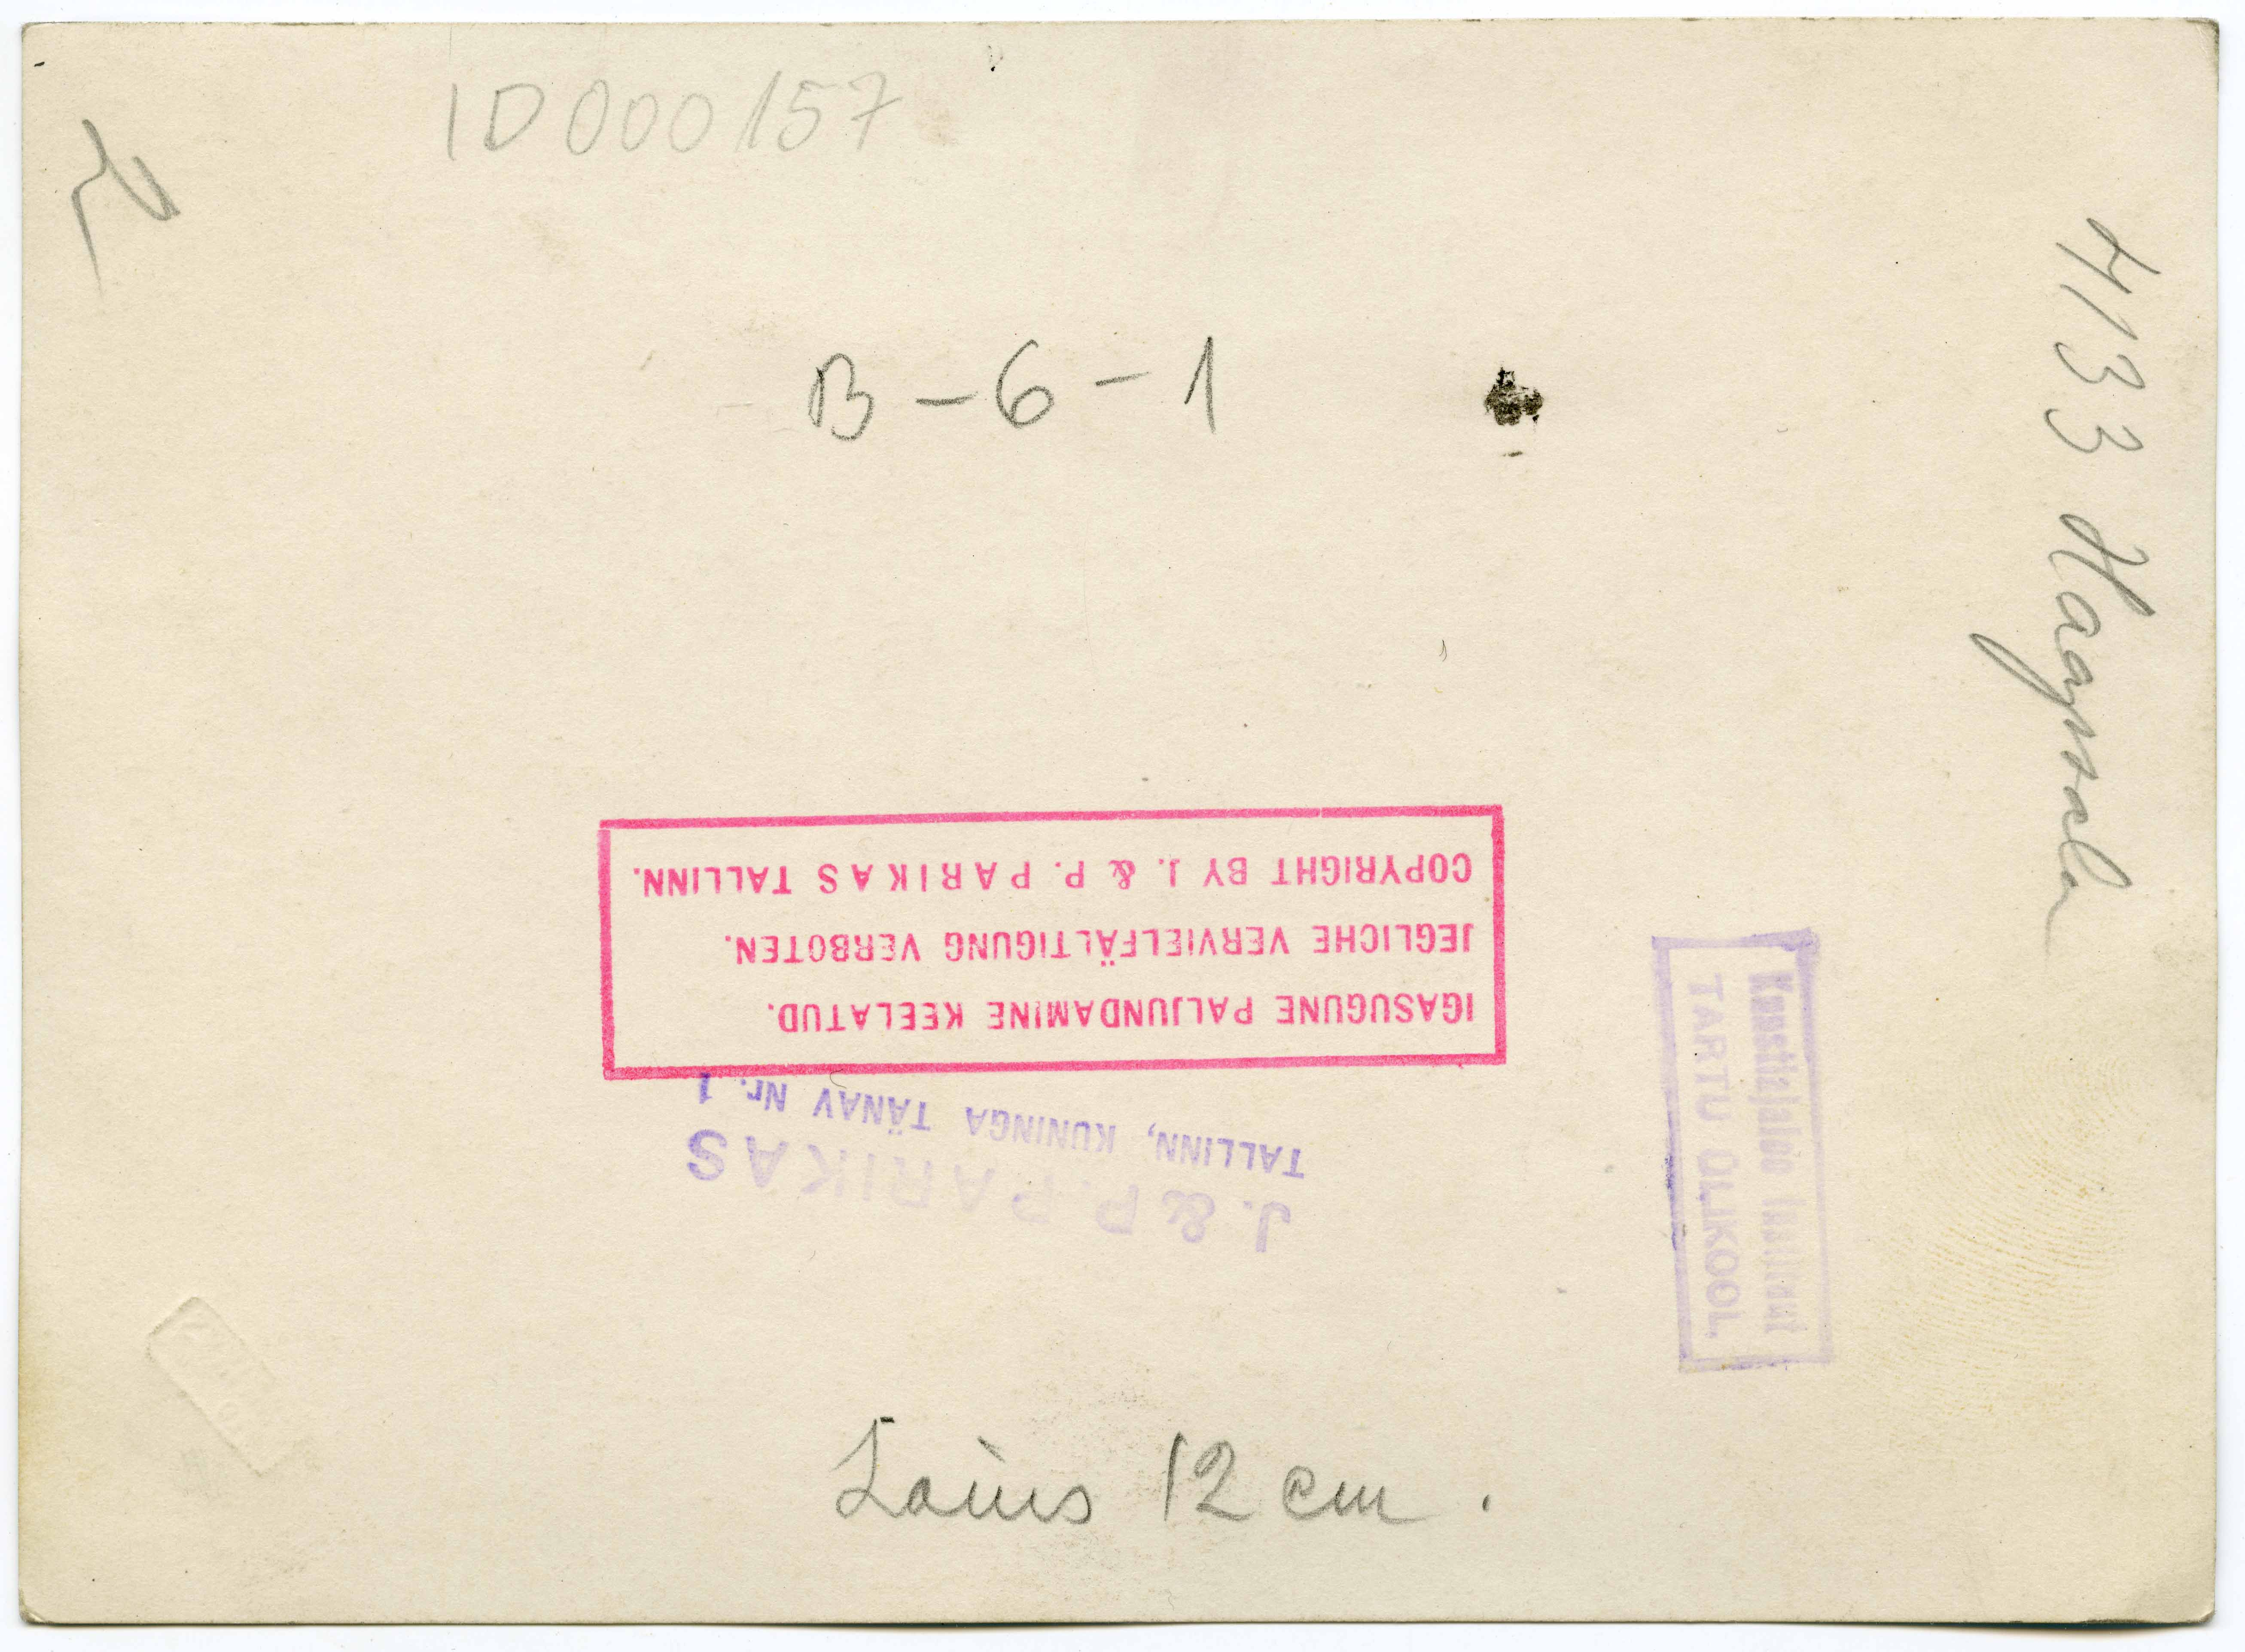 ID000157
B-6-1
4133 Haapsalu
IGASUGUNE PALJUNDAMINE KEELATUD.
JEGLICHE VERVIELFÄLTIGUNG VERBOTEN.
COPYRIGHT BY J. & P. PARIKAS TALLINN.
J. & P. PARIKAS
TALLINN, KUNINGA TÄNAV Nr. 1
Kunstiajaloo Instituut
TARTU ÜLIKOOL.
Laius 12 cm.